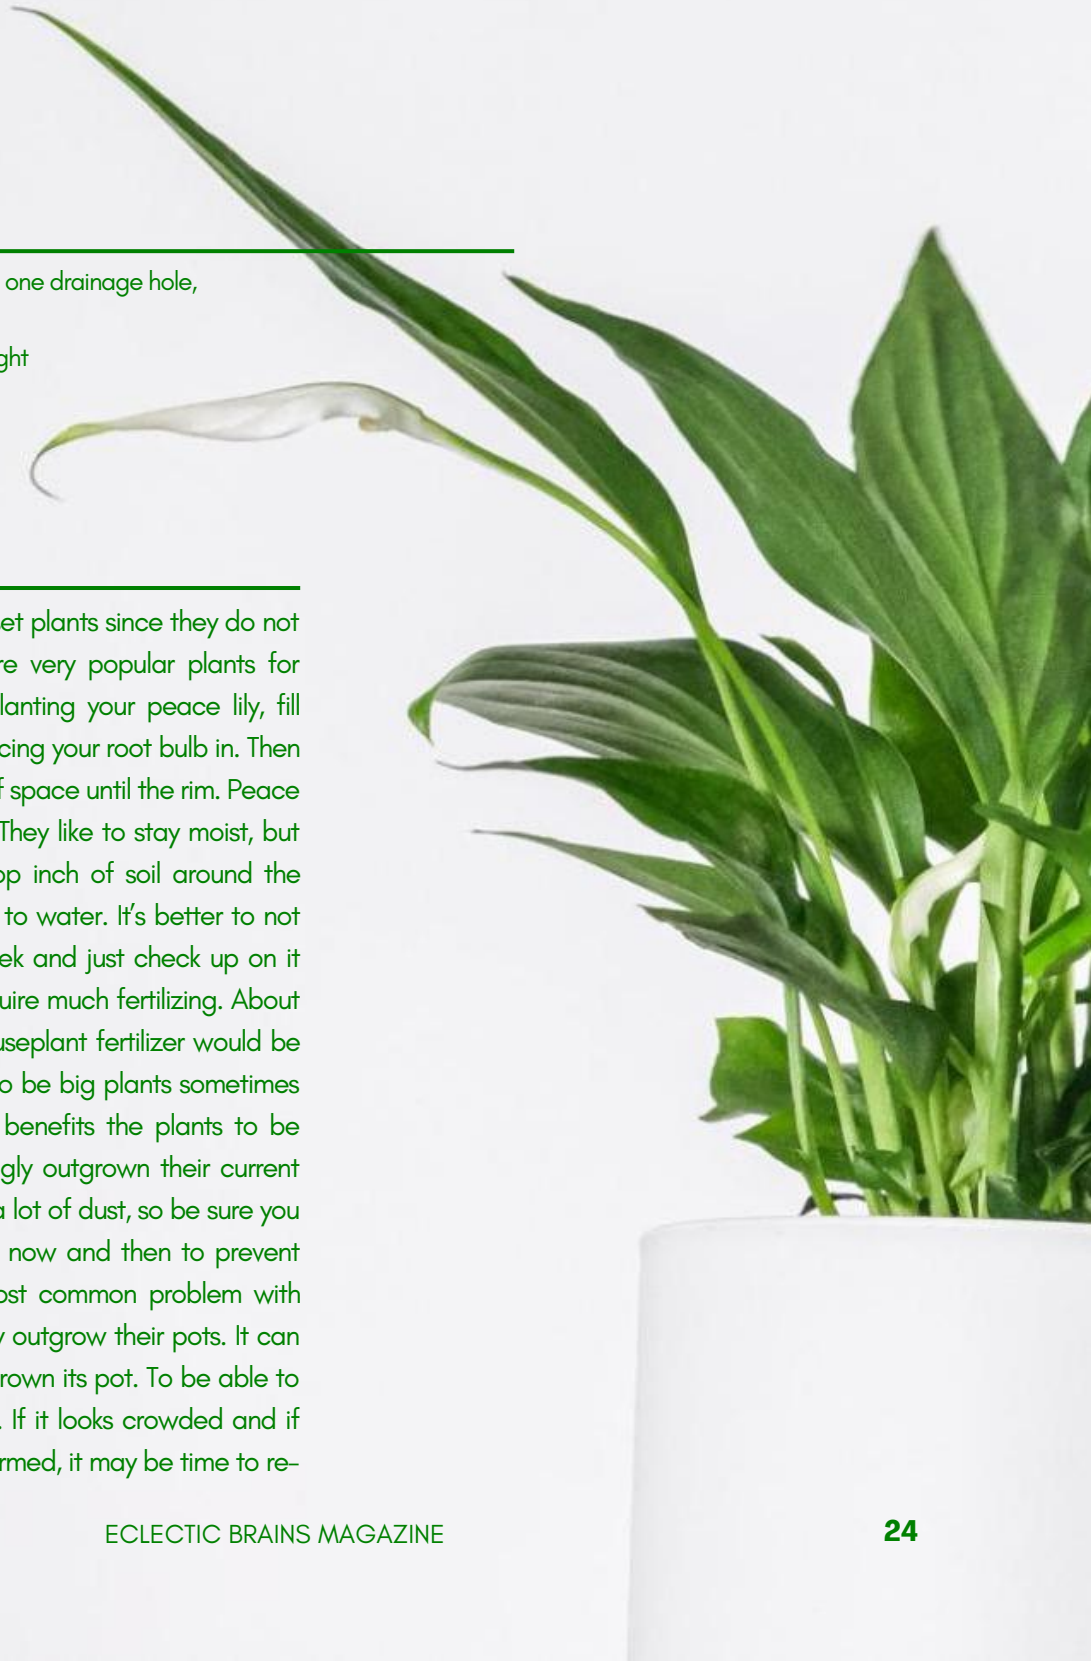 one drainage hole,
ght
et plants since they do not
re very popular plants for
lanting your peace lily, fill
cing your root bulb in. Then
f space until the rim. Peace
They like to stay moist, but
op inch of soil around the
to water. It's better to not
ek and just check up on it
uire much fertilizing. About
useplant fertilizer would be
o be big plants sometimes
benefits the plants to be
gly outgrown their current
a lot of dust, so be sure you
now and then to prevent
ost common problem with
y outgrow their pots. It can
rown its pot. To be able to
. If it looks crowded and if
rmed, it may be time to re-
ECLECTIC BRAINS MAGAZINE
24